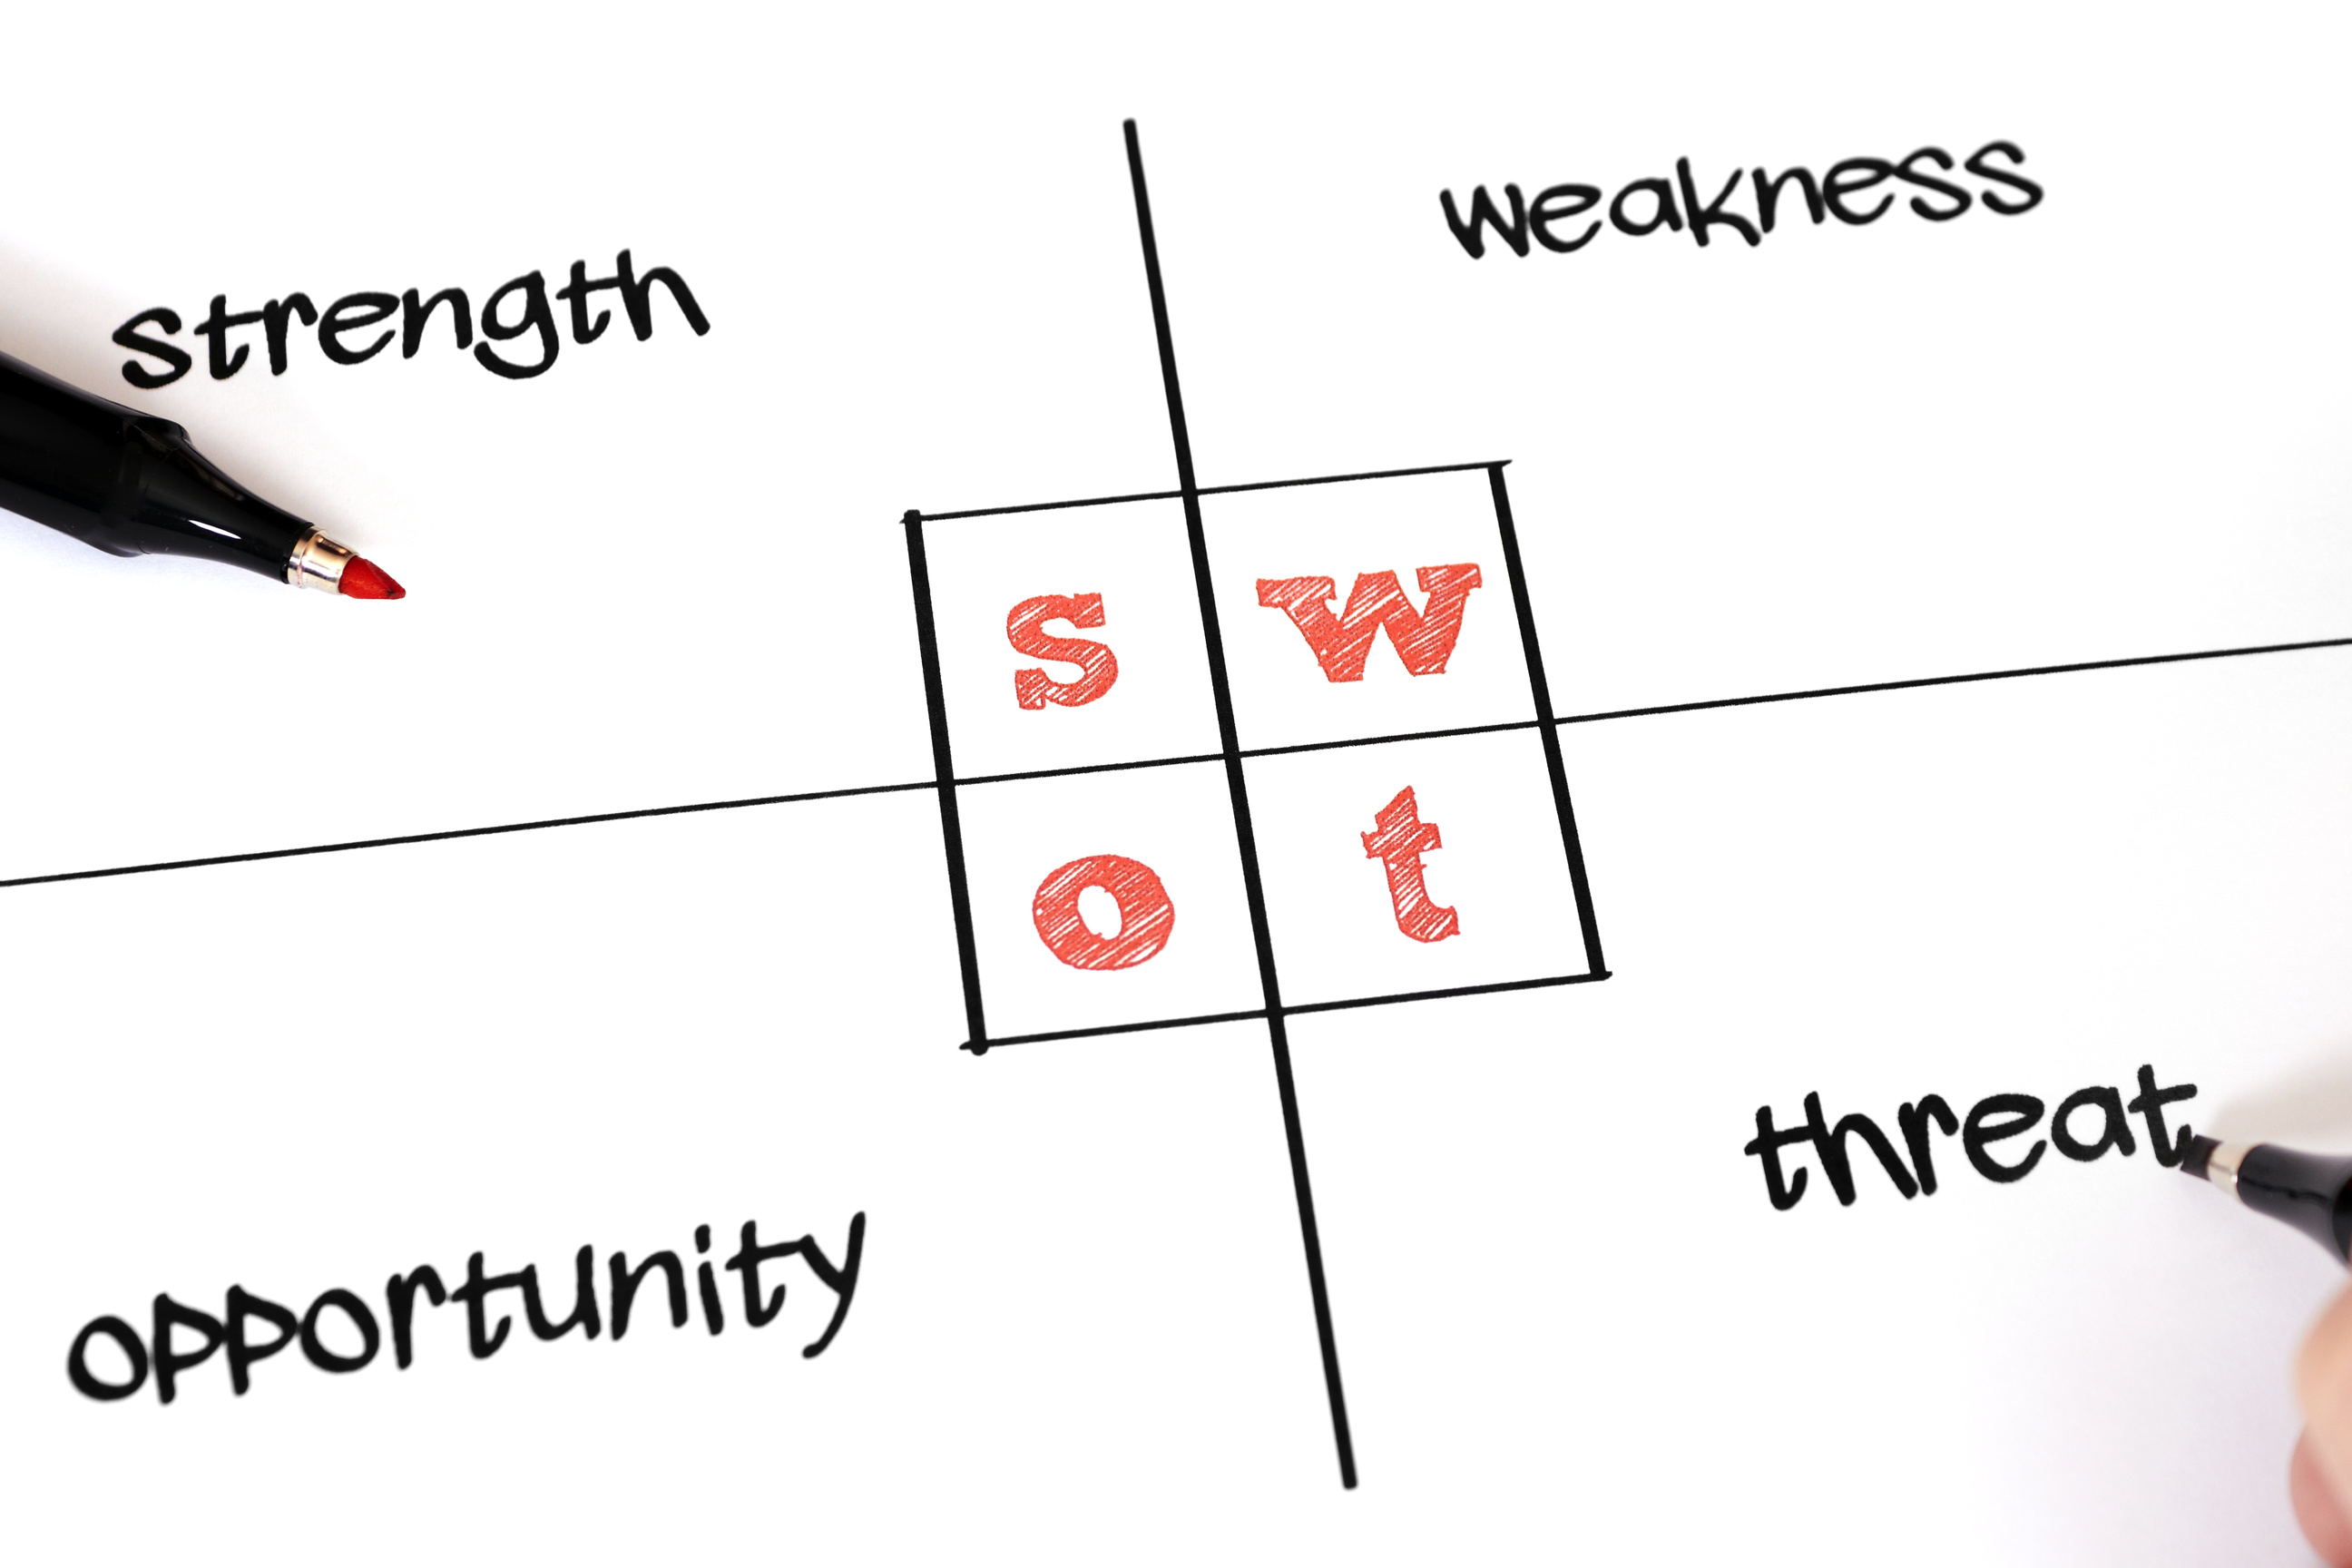 strength
weakness
s w
o t
opportunity
threat